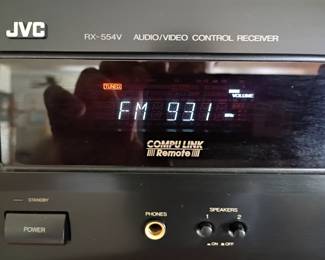 JVC
RX-554V AUDIO/VIDEO CONTROL RECEIVER
TUNED
VOLUME
FM 93.1 MHz
COMPU LINK
Remote
STANDBY
POWER
PHONES
SPEAKERS
1 2
ON OFF